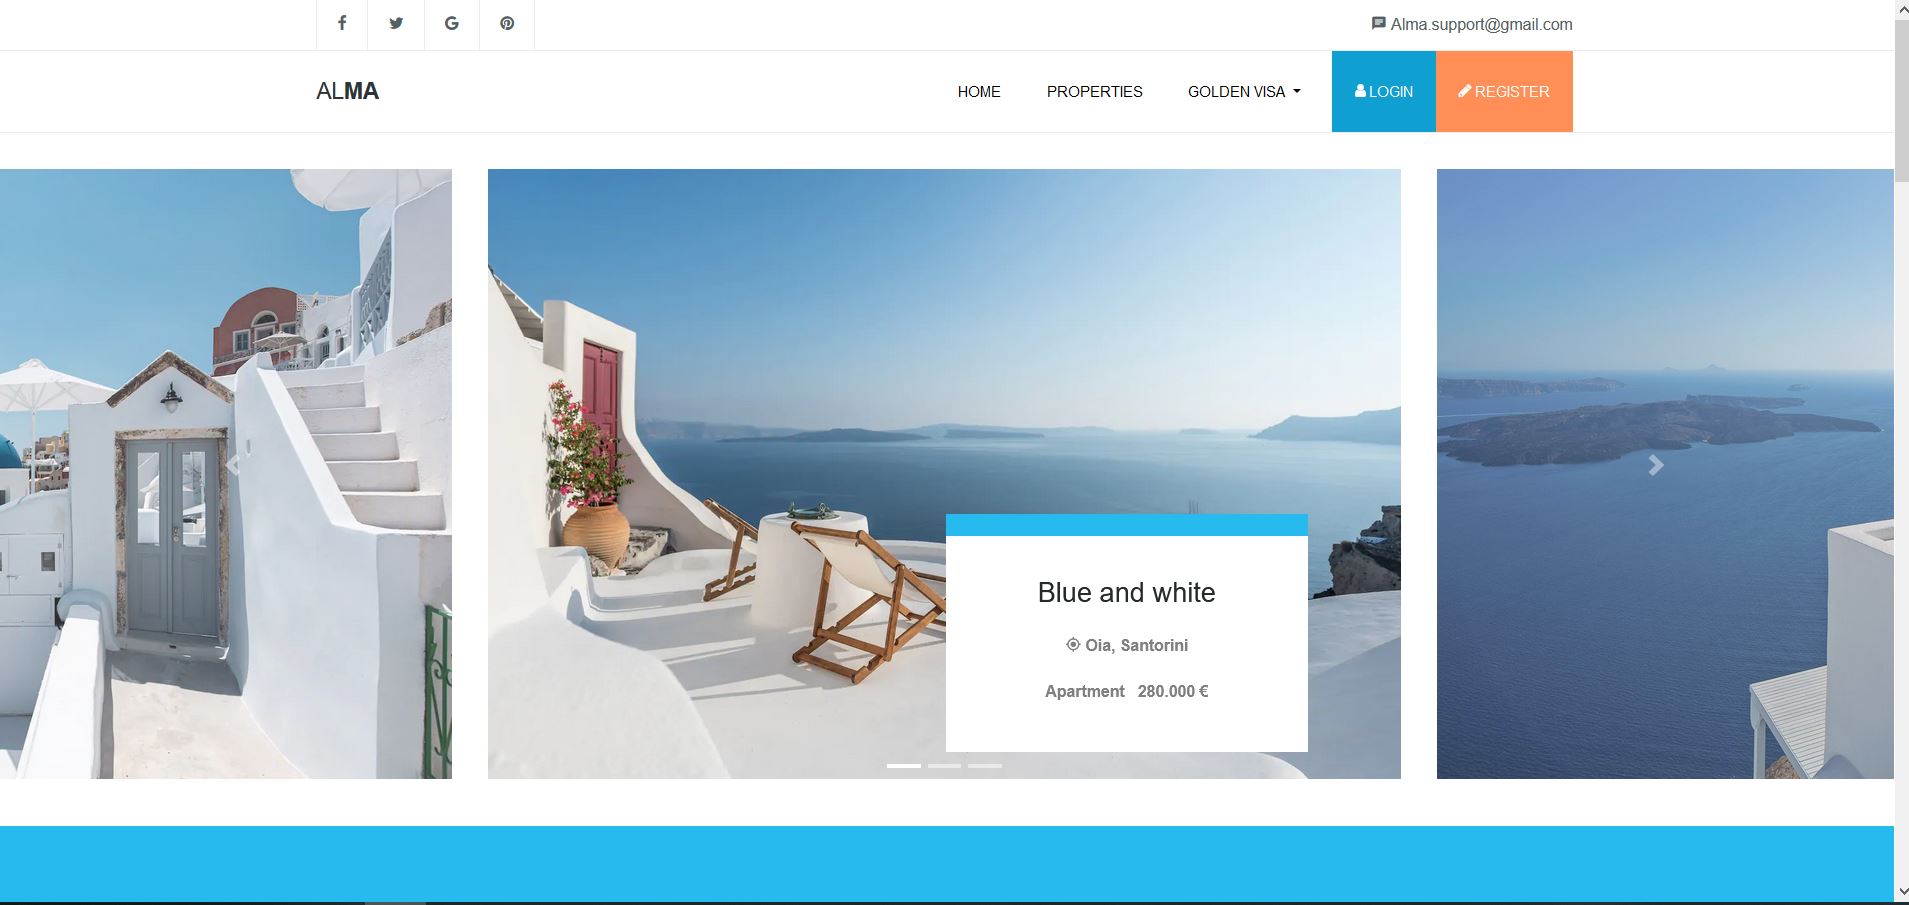 Alma.support@gmail.com
ALMA
HOME
PROPERTIES
GOLDEN VISA
LOGIN
REGISTER
Blue and white
Oia, Santorini
Apartment 280.000 €